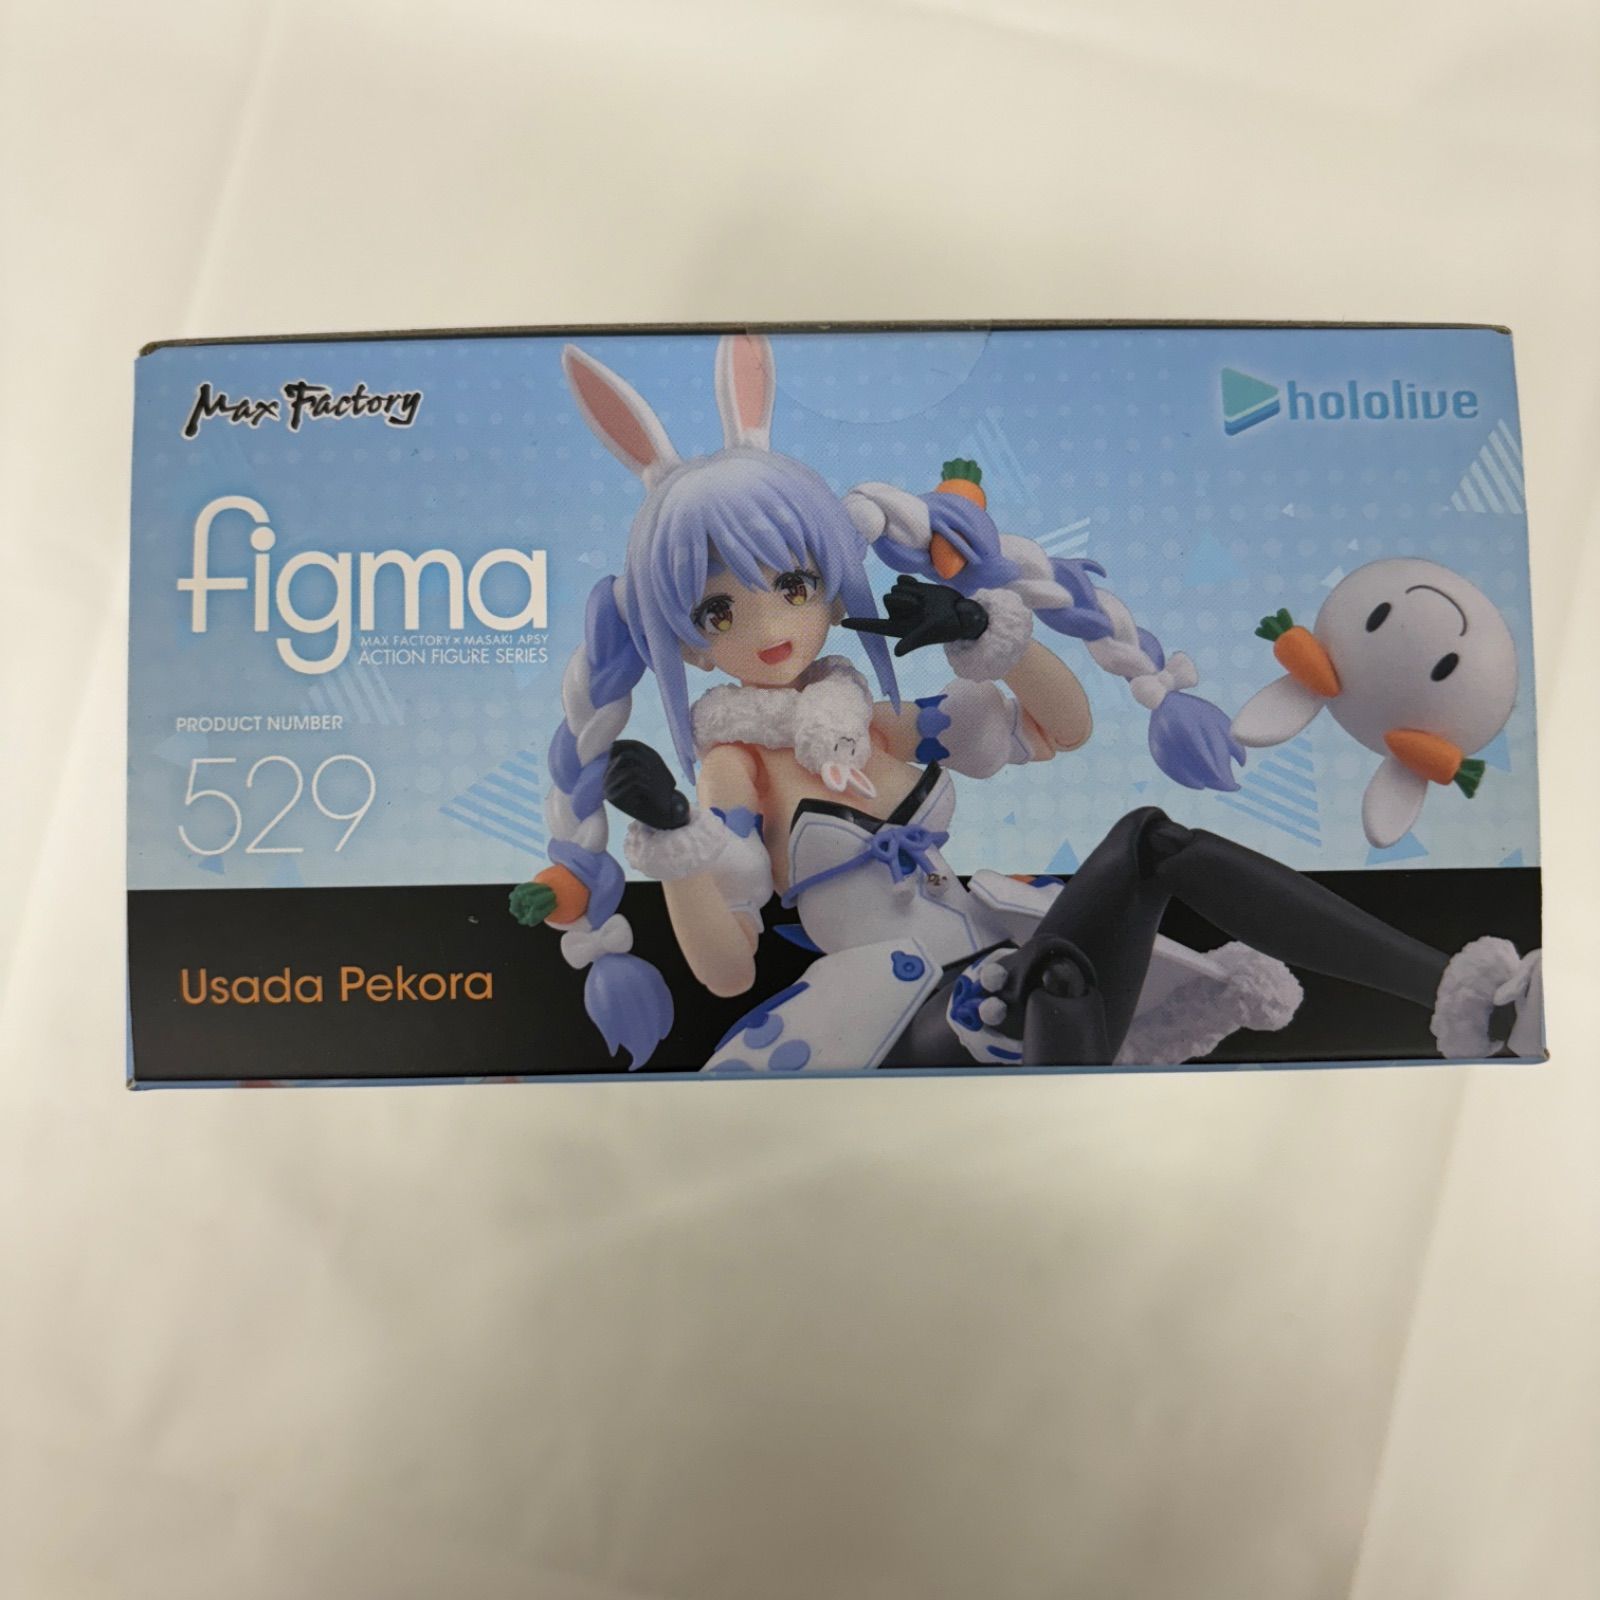 Max Factory
hololive
figma
MAX FACTORY × MASAKI APSY
ACTION FIGURE SERIES
PRODUCT NUMBER
529
Usada Pekora